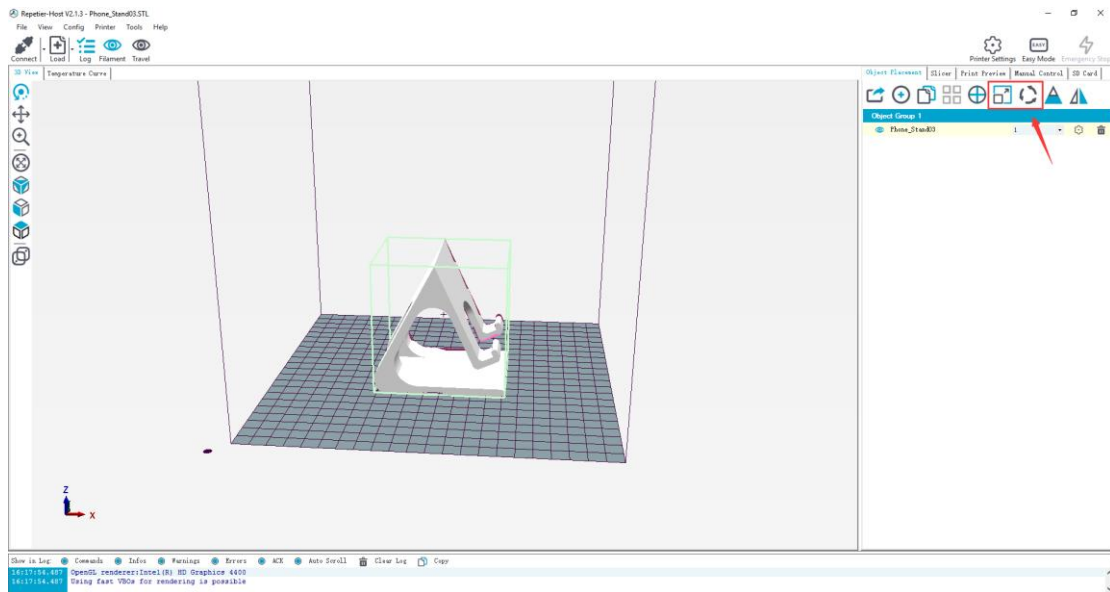 Repetier-Host V2.1.3 - Phone_Stand03.STL
File View Config Printer Tools Help
Connect Load Log Filament Travel
Printer Settings Easy Mode Emergency Stop
EASY
3D View Temperature Curve
Object Placement Slicer Print Preview Manual Control SD Card
Object Group 1
Phone_Stand03 1
Z
X
Show in Log: Commands Infos Warnings Errors ACK Auto Scroll Clear Log Copy
16:17:54.487 OpenGL renderer:Intel(R) HD Graphics 4400
16:17:54.487 Using fast VBOs for rendering is possible